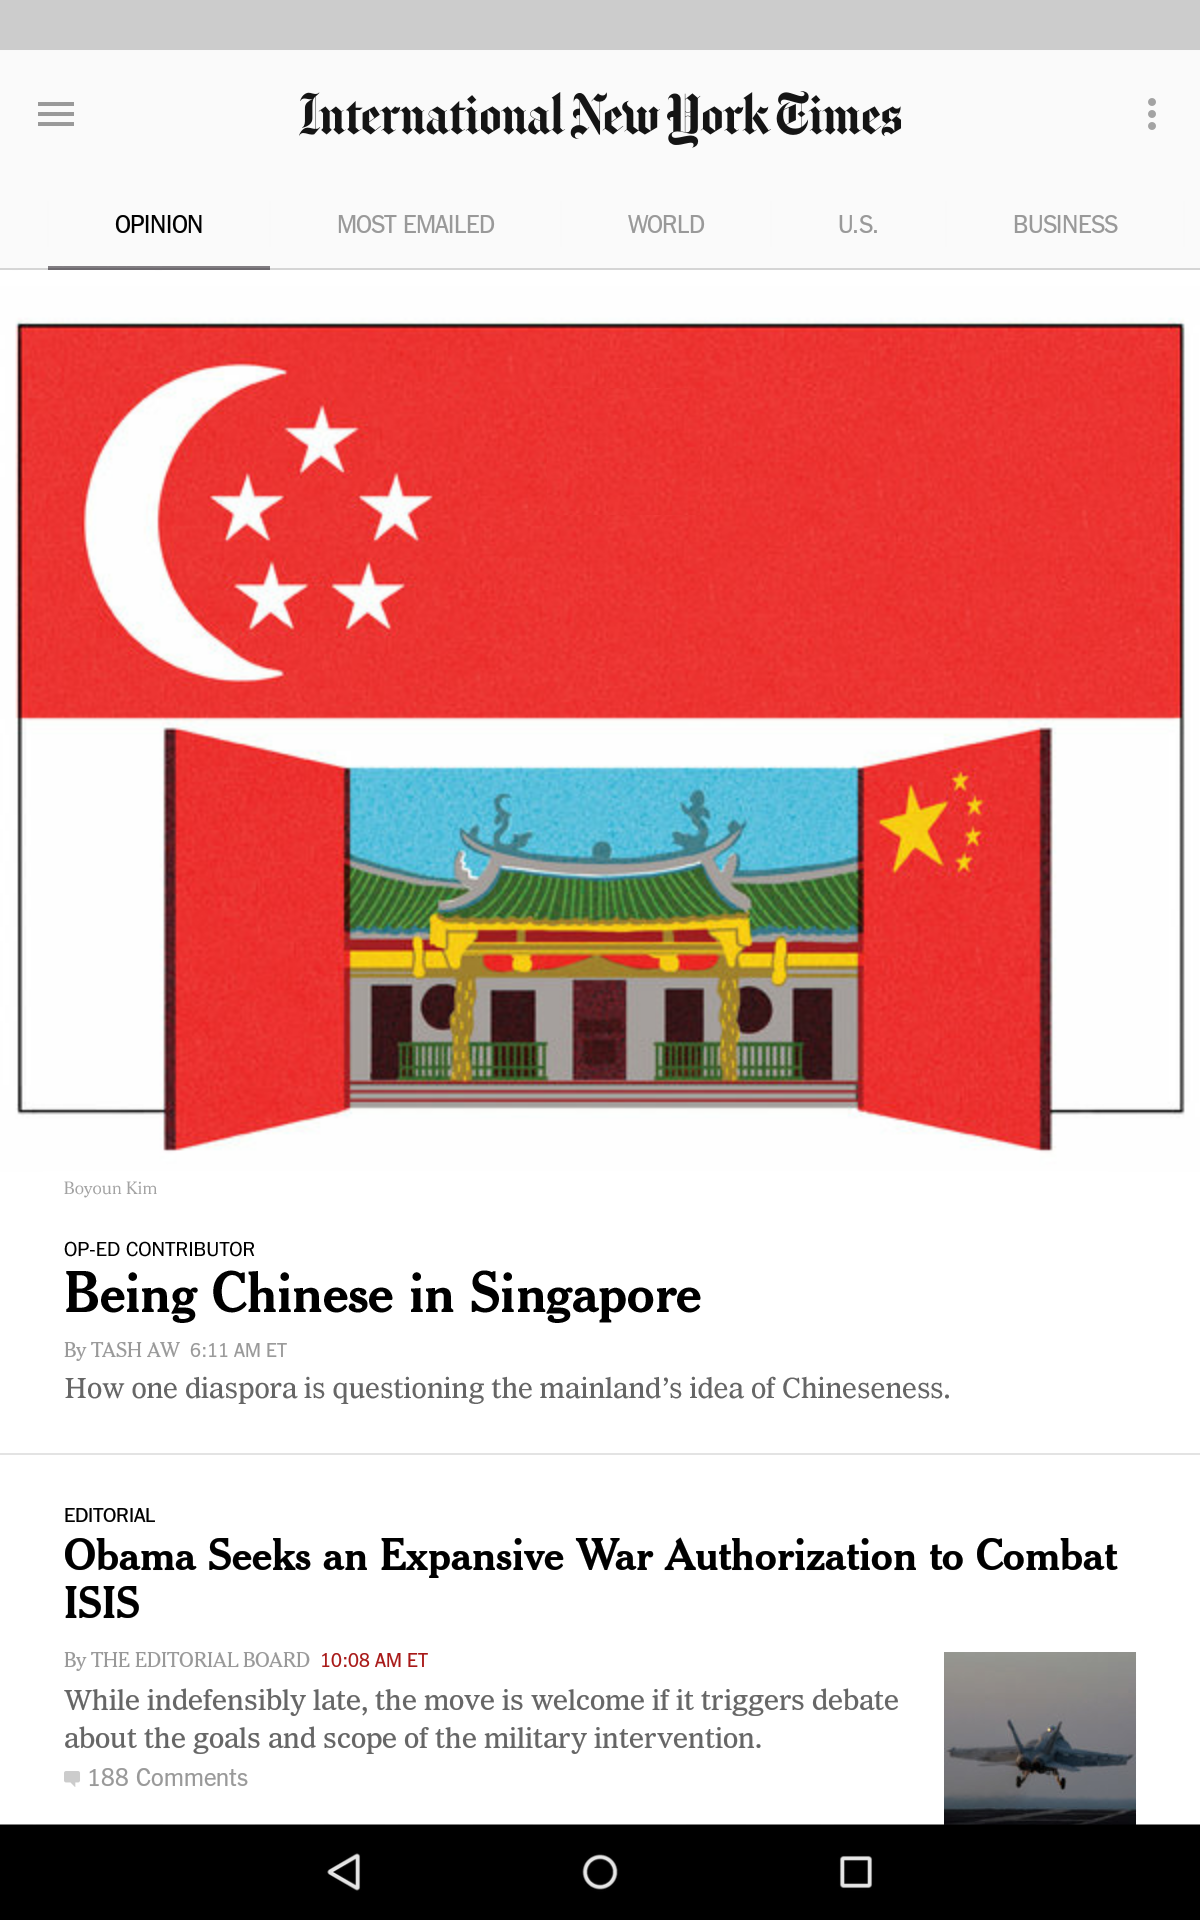 International New York Times
OPINION
MOST EMAILED
WORLD
U.S.
BUSINESS
Boyoun Kim
OP-ED CONTRIBUTOR
Being Chinese in Singapore
By TASH AW 6:11 AM ET
How one diaspora is questioning the mainland’s idea of Chineseness.
EDITORIAL
Obama Seeks an Expansive War Authorization to Combat
ISIS
By THE EDITORIAL BOARD 10:08 AM ET
While indefensibly late, the move is welcome if it triggers debate
about the goals and scope of the military intervention.
188 Comments